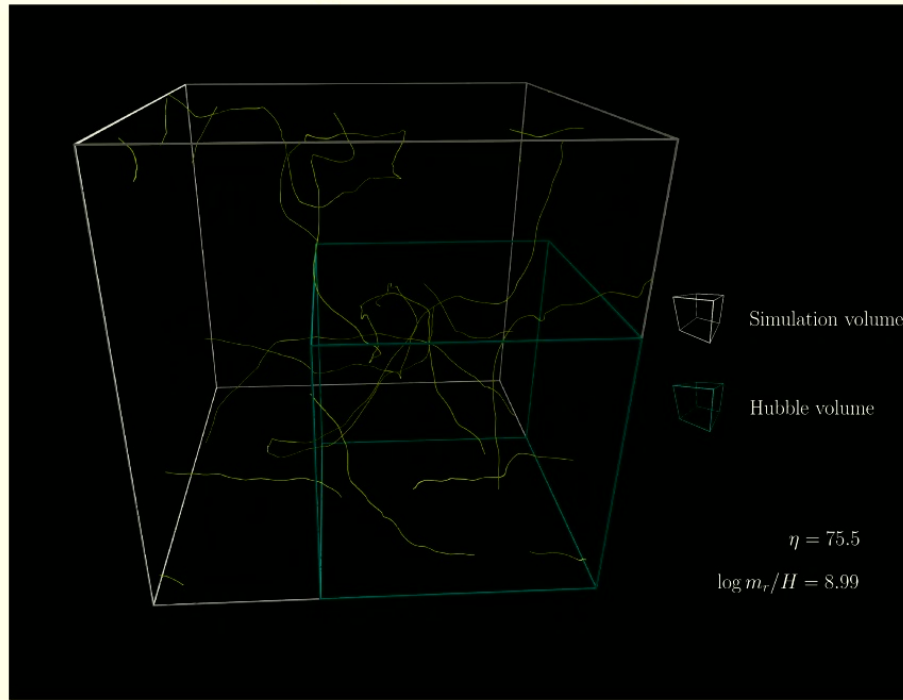 Simulation volume
Hubble volume
η = 75.5
log m_r/H = 8.99